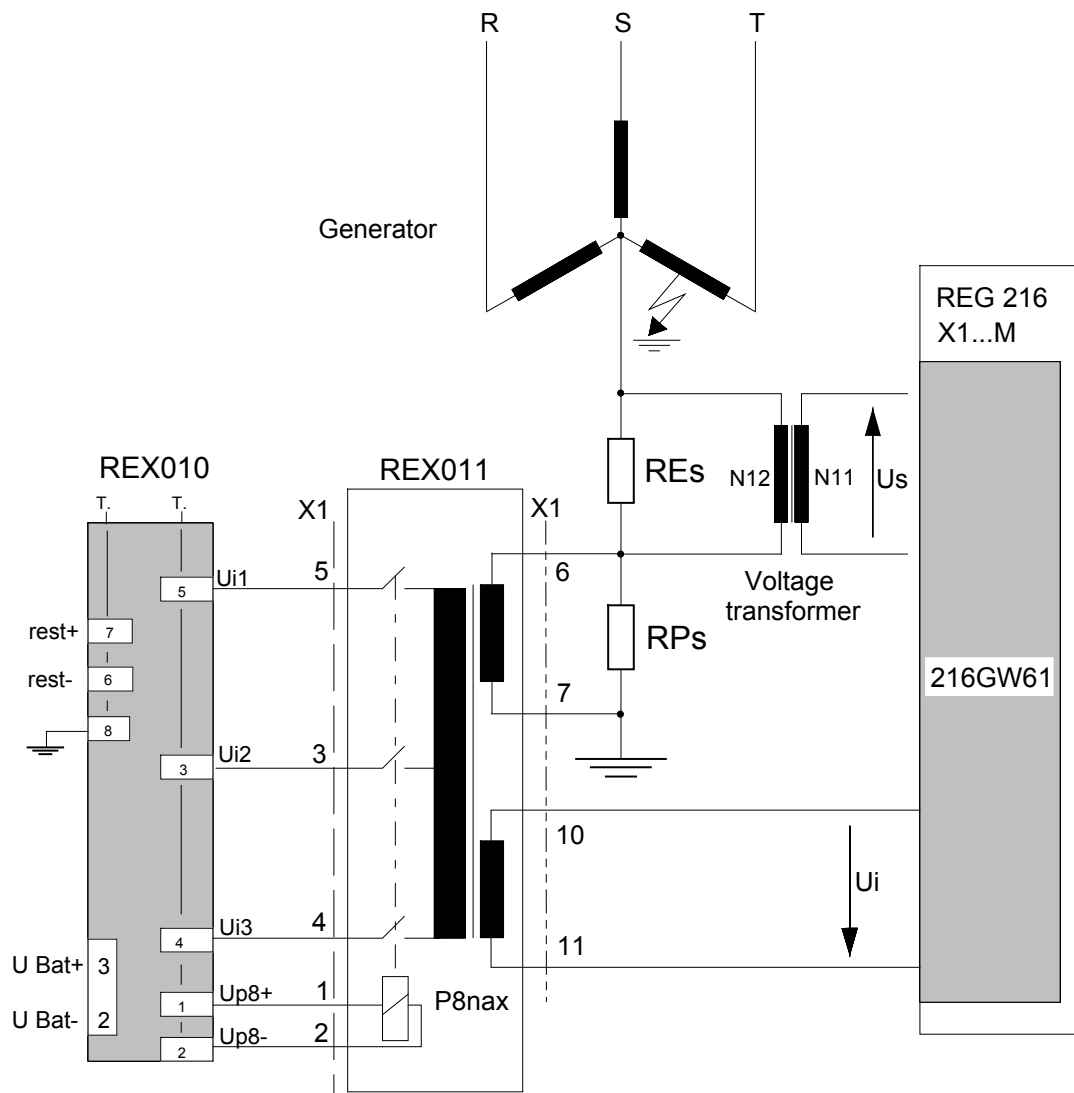 R S T
Generator
REG 216
X1...M
REX010
REX011
REs
N12
N11
Us
T.
T.
X1
X1
Ui1
5
5
6
Voltage
transformer
rest+
7
RPs
rest-
6
216GW61
7
8
Ui2
3
3
10
Ui
Ui3
4
4
11
U Bat+
3
Up8+
1
1
P8nax
U Bat-
2
Up8-
2
2